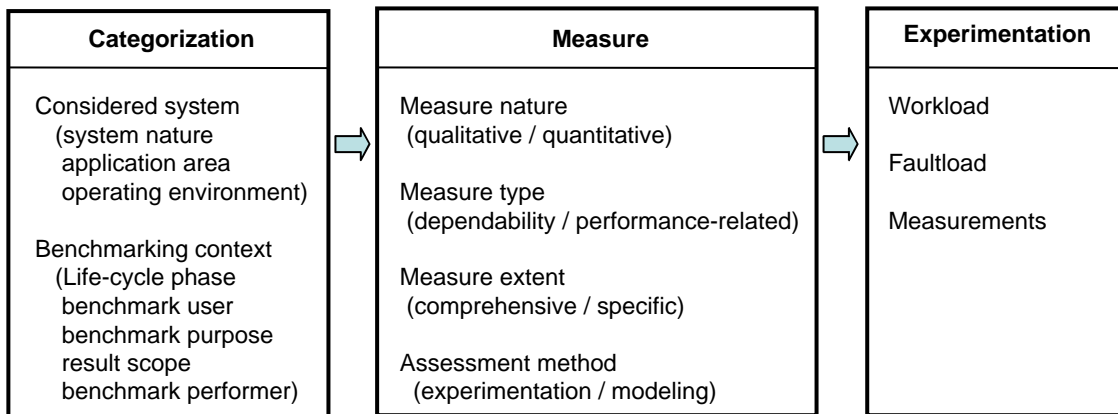 Categorization
Considered system
(system nature
application area
operating environment)
Benchmarking context
(Life-cycle phase
benchmark user
benchmark purpose
result scope
benchmark performer)
Measure
Measure nature
(qualitative / quantitative)
Measure type
(dependability / performance-related)
Measure extent
(comprehensive / specific)
Assessment method
(experimentation / modeling)
Experimentation
Workload
Faultload
Measurements